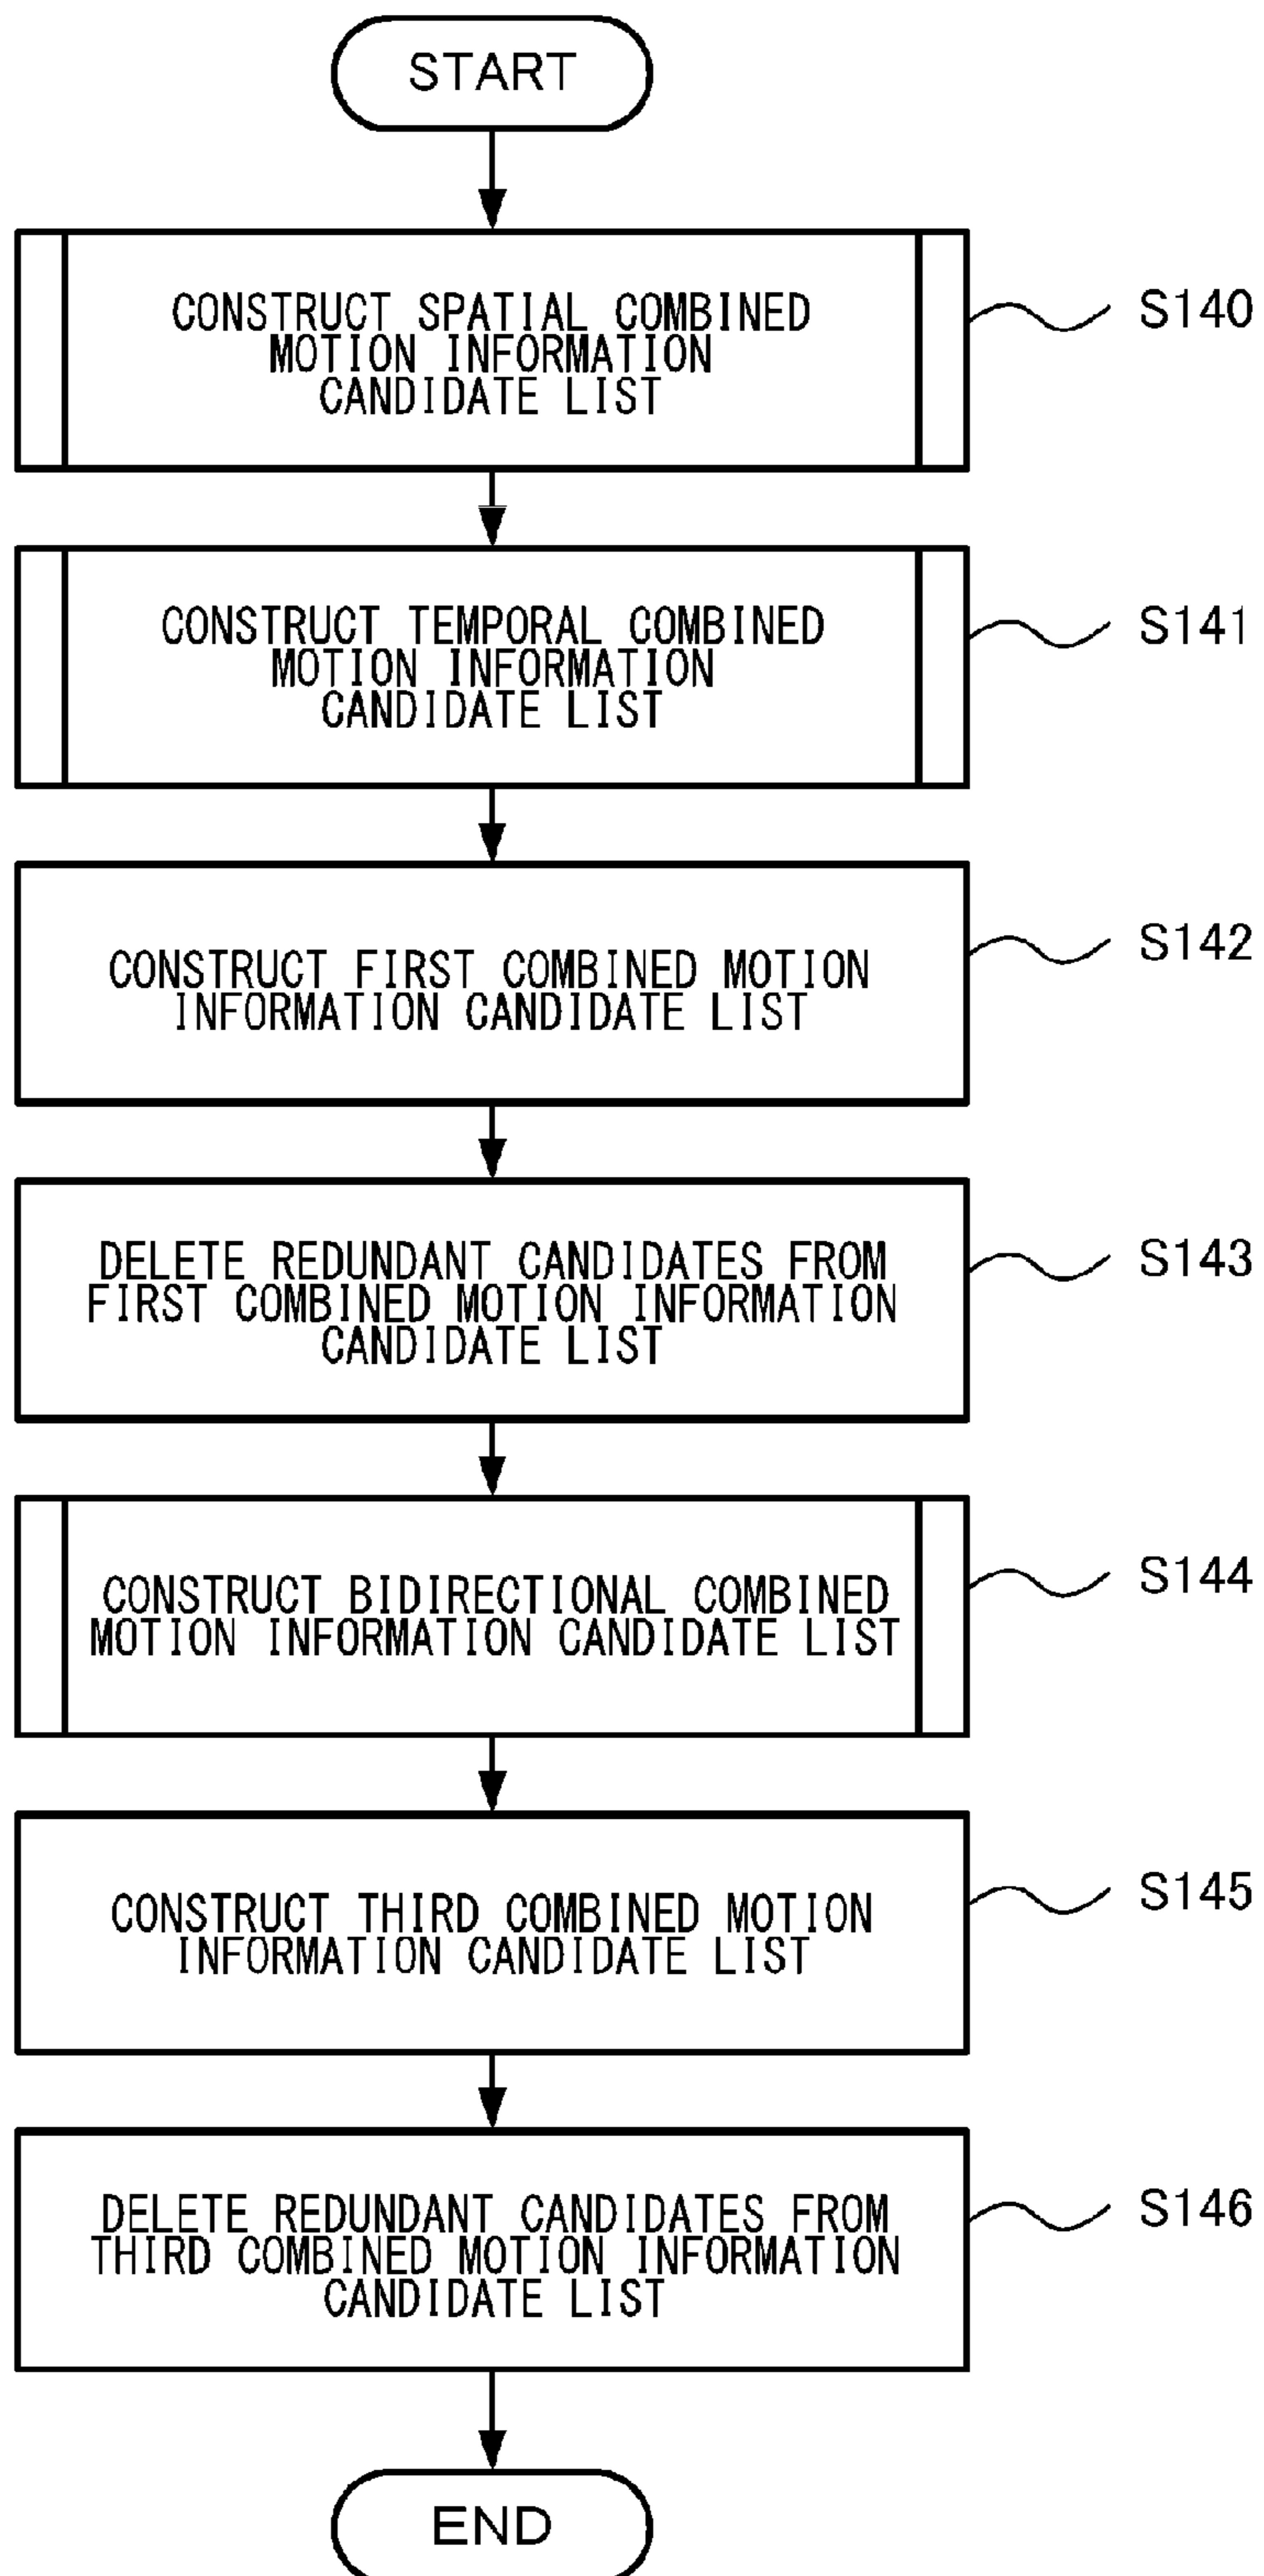 START
CONSTRUCT SPATIAL COMBINED
MOTION INFORMATION
CANDIDATE LIST
S140
CONSTRUCT TEMPORAL COMBINED
MOTION INFORMATION
CANDIDATE LIST
S141
CONSTRUCT FIRST COMBINED MOTION
INFORMATION CANDIDATE LIST
S142
DELETE REDUNDANT CANDIDATES FROM
FIRST COMBINED MOTION INFORMATION
CANDIDATE LIST
S143
CONSTRUCT BIDIRECTIONAL COMBINED
MOTION INFORMATION CANDIDATE LIST
S144
CONSTRUCT THIRD COMBINED MOTION
INFORMATION CANDIDATE LIST
S145
DELETE REDUNDANT CANDIDATES FROM
THIRD COMBINED MOTION INFORMATION
CANDIDATE LIST
S146
END